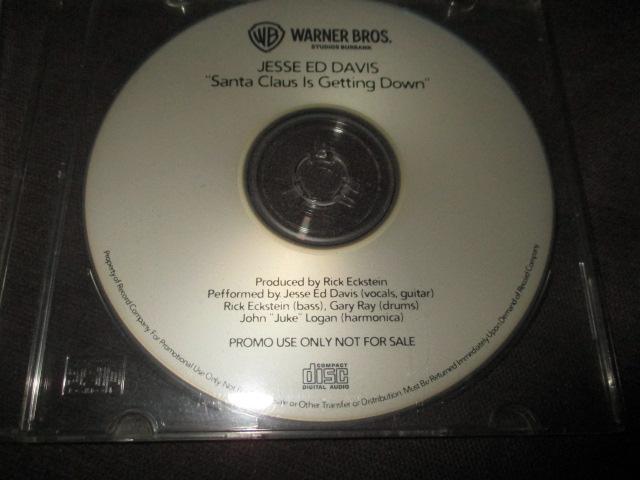 WB WARNER BROS.
STUDIOS BURBANK
JESSE ED DAVIS
"Santa Claus Is Getting Down"
Produced by Rick Eckstein
Pefformed by Jesse Ed Davis (vocals, guitar)
Rick Eckstein (bass), Gary Ray (drums)
John "Juke" Logan (harmonica)
PROMO USE ONLY NOT FOR SALE
COMPACT
disc
DIGITAL AUDIO
Property of Record Company. For Promotional Use Only. Not or Other Transfer or Distribution. Must Be Returned Immediately Upon Demand of Record Company